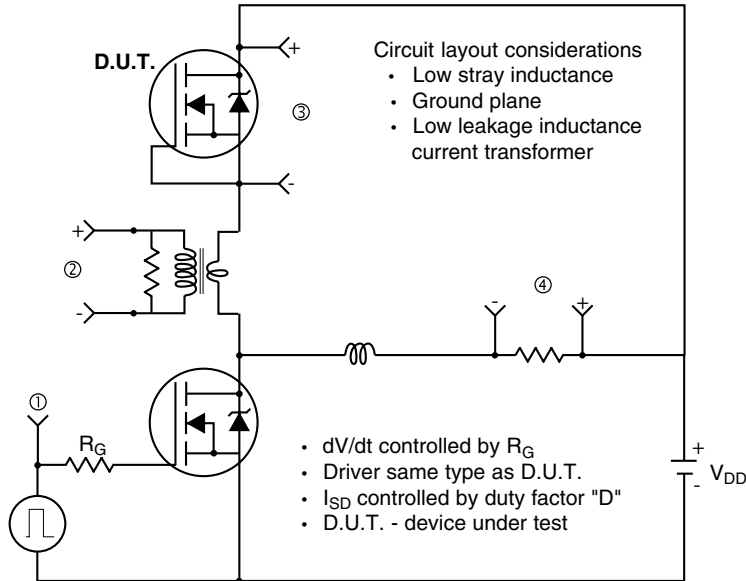 D.U.T.
+
③
-
Circuit layout considerations
• Low stray inductance
• Ground plane
• Low leakage inductance
current transformer
+
②
-
④
-
+
①
R_G
• dV/dt controlled by R_G
• Driver same type as D.U.T.
• I_SD controlled by duty factor "D"
• D.U.T. - device under test
+
-
V_DD